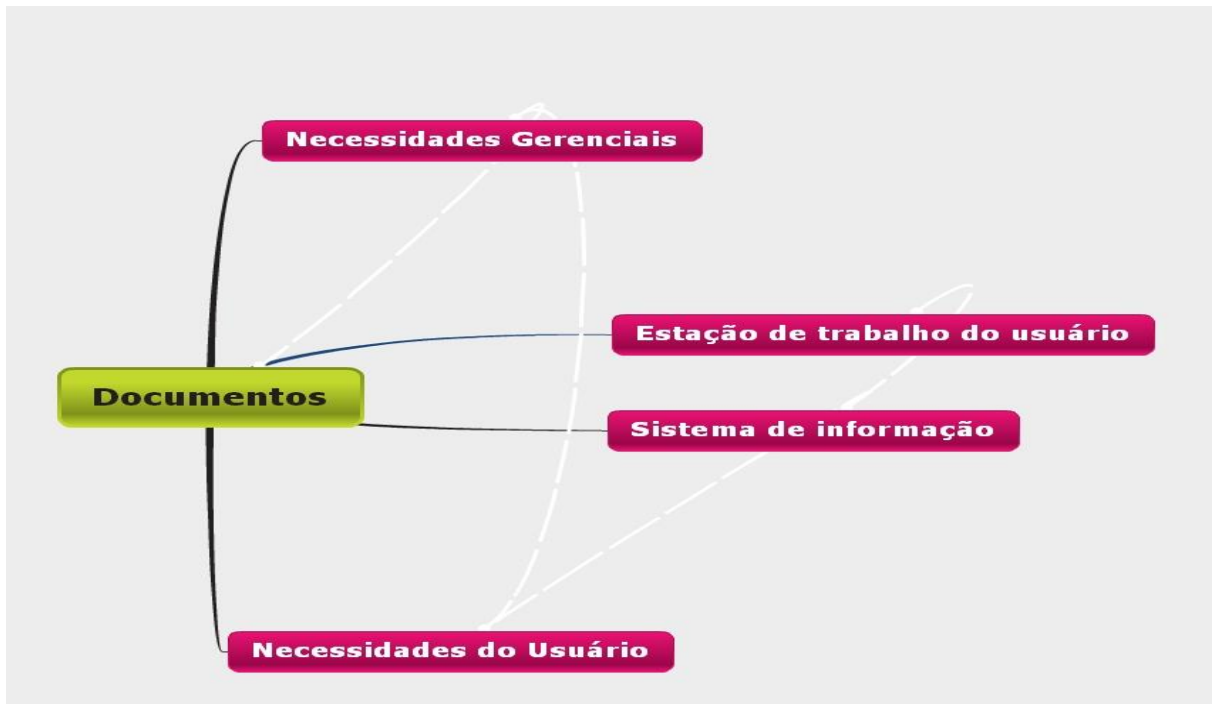 Necessidades Gerenciais
Estação de trabalho do usuário
Documentos
Sistema de informação
Necessidades do Usuário